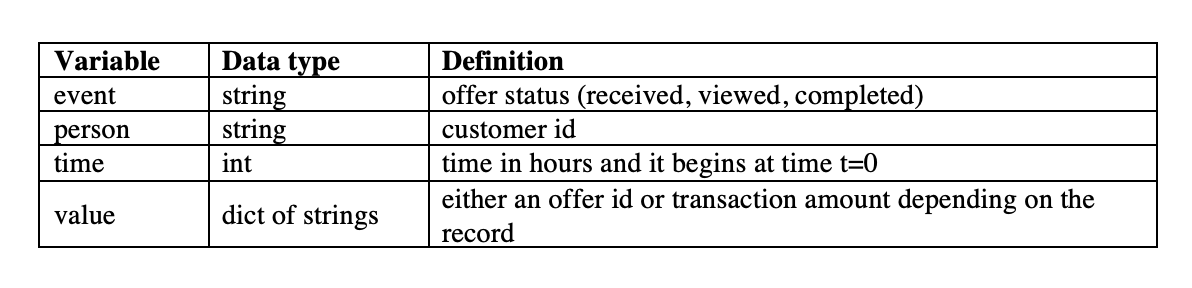 Variable Data type Definition
event string offer status (received, viewed, completed)
person string customer id
time int time in hours and it begins at time t=0
value dict of strings either an offer id or transaction amount depending on the
record